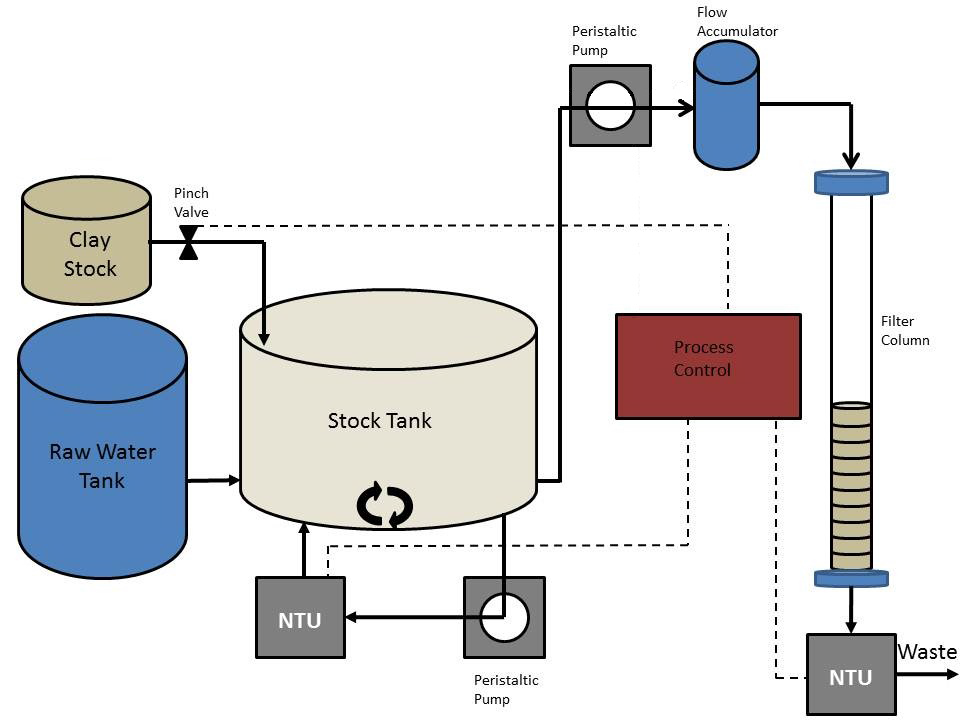 Flow
Accumulator
Peristaltic
Pump
Pinch
Valve
Clay
Stock
Filter
Column
Process
Control
Stock Tank
Raw Water
Tank
NTU
Peristaltic
Pump
NTU
Waste